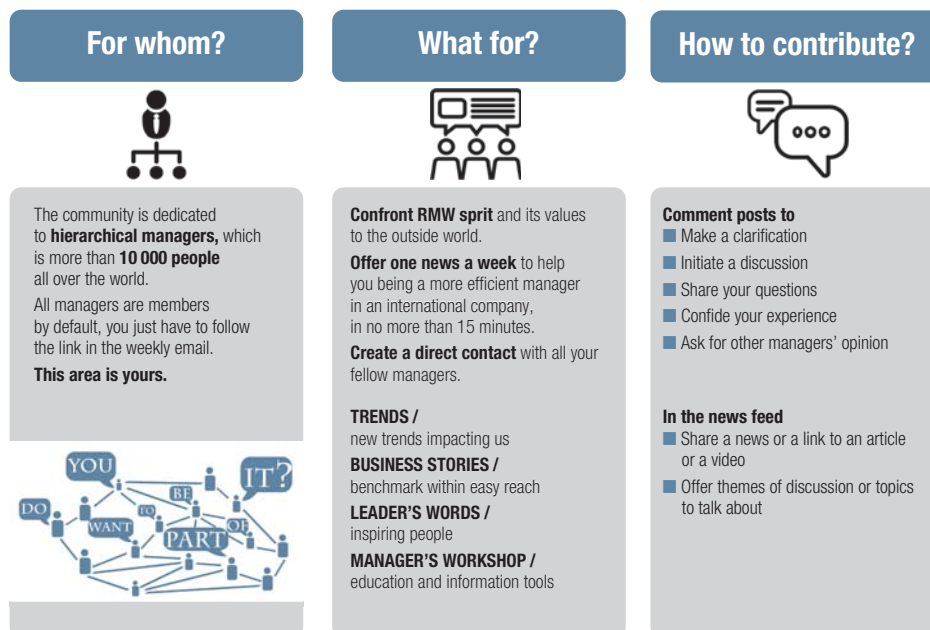 For whom?
The community is dedicated
to hierarchical managers, which
is more than 10 000 people
all over the world.
All managers are members
by default, you just have to follow
the link in the weekly email.
This area is yours.
YOU
IT?
DO
BE
TO
WANT
OF
PART
What for?
Confront RMW sprit and its values
to the outside world.
Offer one news a week to help
you being a more efficient manager
in an international company,
in no more than 15 minutes.
Create a direct contact with all your
fellow managers.
TRENDS /
new trends impacting us
BUSINESS STORIES /
benchmark within easy reach
LEADER'S WORDS /
inspiring people
MANAGER'S WORKSHOP /
education and information tools
How to contribute?
Comment posts to
Make a clarification
Initiate a discussion
Share your questions
Confide your experience
Ask for other managers' opinion
In the news feed
Share a news or a link to an article
or a video
Offer themes of discussion or topics
to talk about